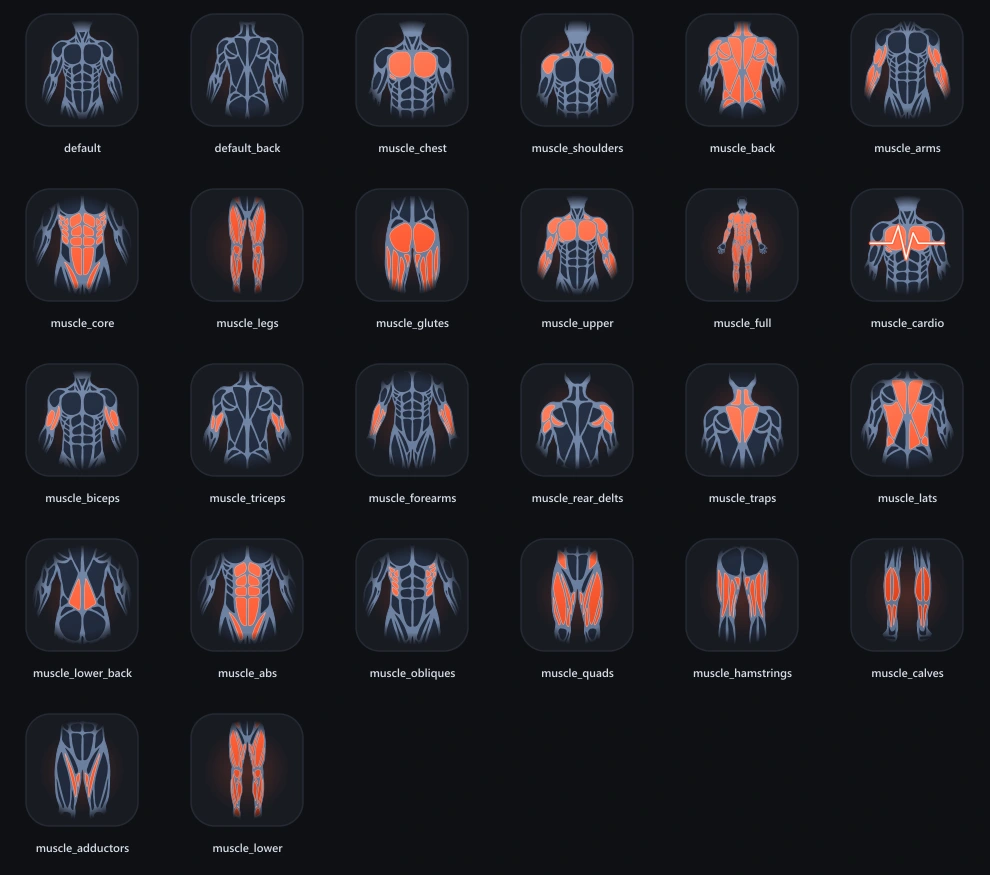 default
default_back
muscle_chest
muscle_shoulders
muscle_back
muscle_arms
muscle_core
muscle_legs
muscle_glutes
muscle_upper
muscle_full
muscle_cardio
muscle_biceps
muscle_triceps
muscle_forearms
muscle_rear_delts
muscle_traps
muscle_lats
muscle_lower_back
muscle_abs
muscle_obliques
muscle_quads
muscle_hamstrings
muscle_calves
muscle_adductors
muscle_lower